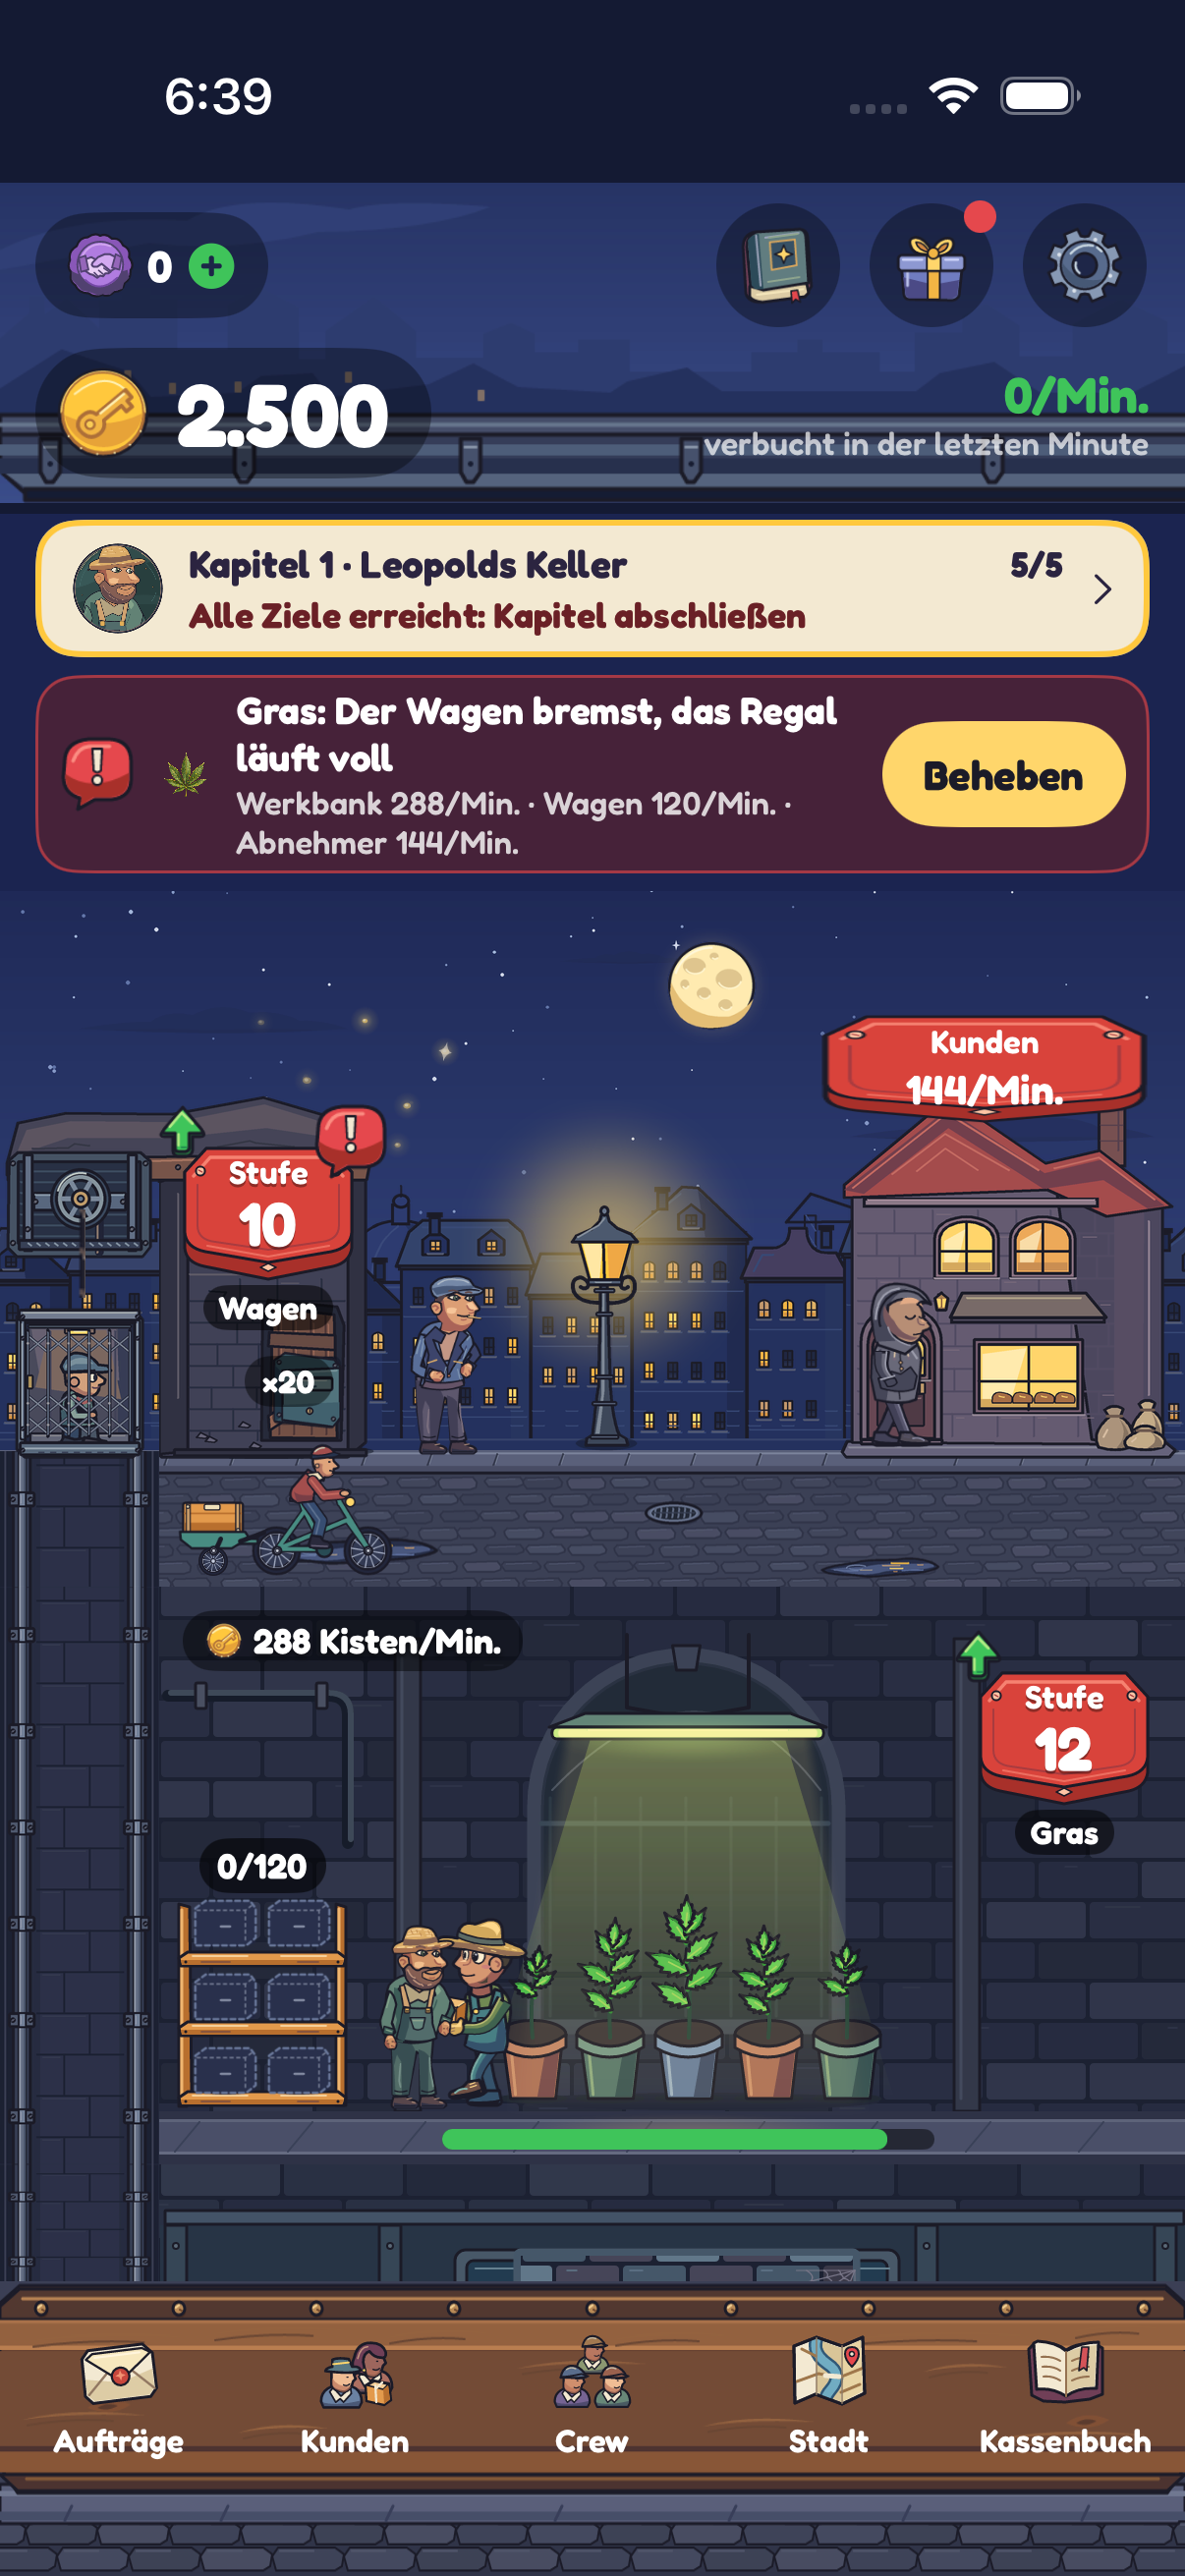 6:39
0
2.500
0/Min.
verbucht in der letzten Minute
Kapitel 1 · Leopolds Keller
5/5
Alle Ziele erreicht: Kapitel abschließen
Gras: Der Wagen bremst, das Regal
läuft voll
Werkbank 288/Min. · Wagen 120/Min. ·
Abnehmer 144/Min.
Beheben
Kunden
144/Min.
Stufe
10
Wagen
×20
288 Kisten/Min.
Stufe
12
Gras
0/120
Aufträge
Kunden
Crew
Stadt
Kassenbuch